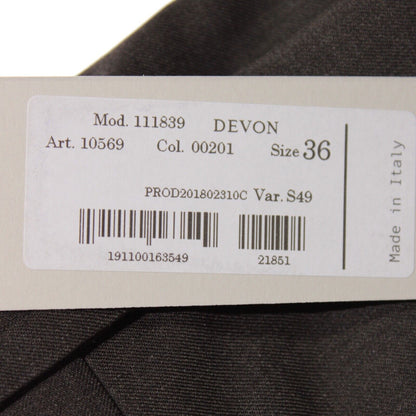 Mod. 111839 DEVON
Art. 10569 Col. 00201 Size 36
PROD201802310C Var. S49
191100163549 21851
Made in Italy